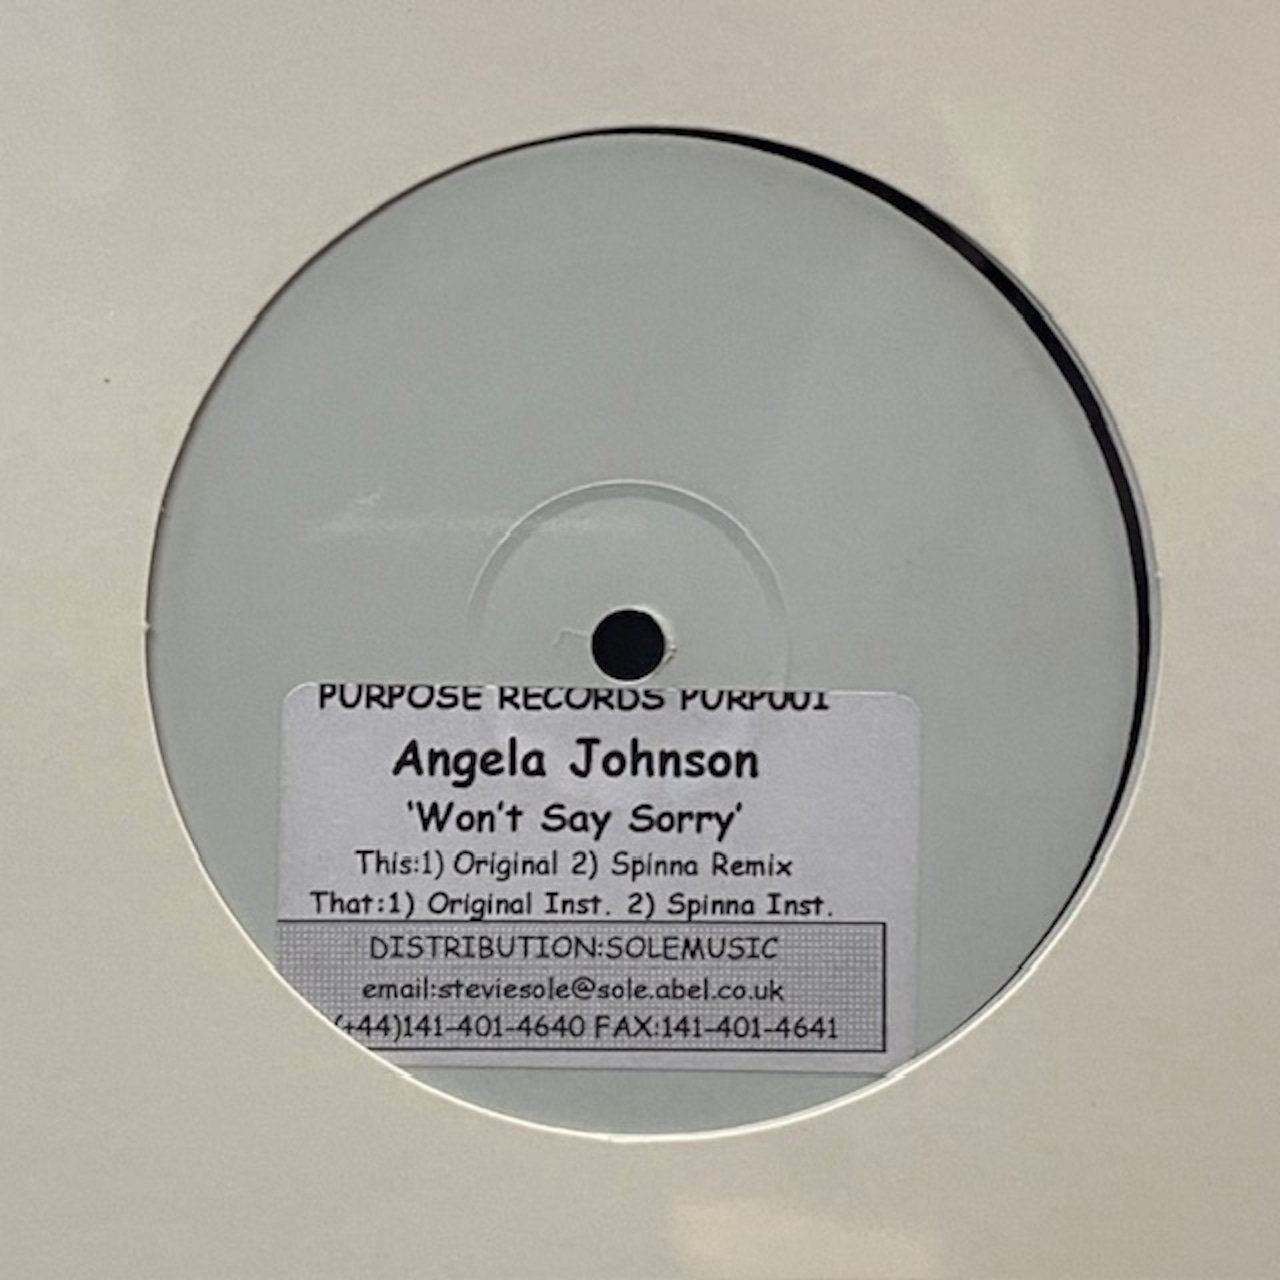 PURPOSE RECORDS PURP001
Angela Johnson
'Won't Say Sorry'
This:1) Original 2) Spinna Remix
That:1) Original Inst. 2) Spinna Inst.
DISTRIBUTION:SOLEMUSIC
email:steviesole@sole.abel.co.uk
(+44)141-401-4640 FAX:141-401-4641